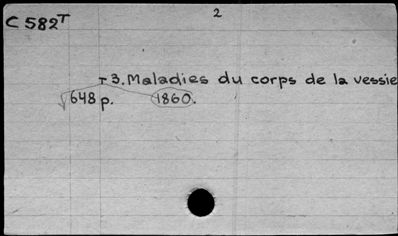 2
C 582T
T 3. Maladies du corps de la vessie
√ 648 p. 1860.